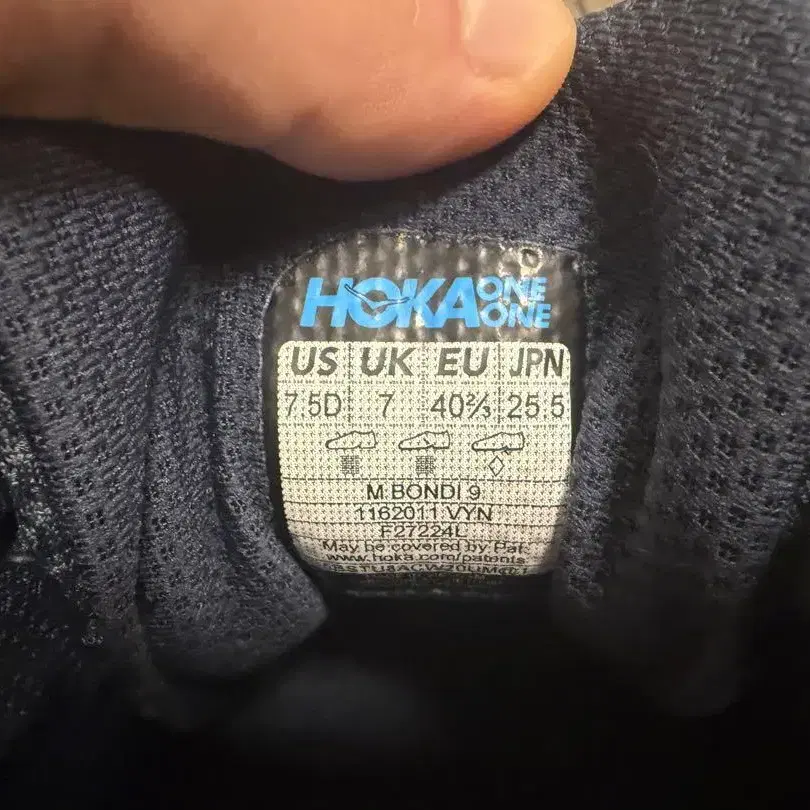 HOKA ONE ONE
US UK EU JPN
7.5D 7 40⅔ 25.5
M BONDI 9
1162011 VYN
F27224L
May be covered by Pat.
www.hoka.com/patents